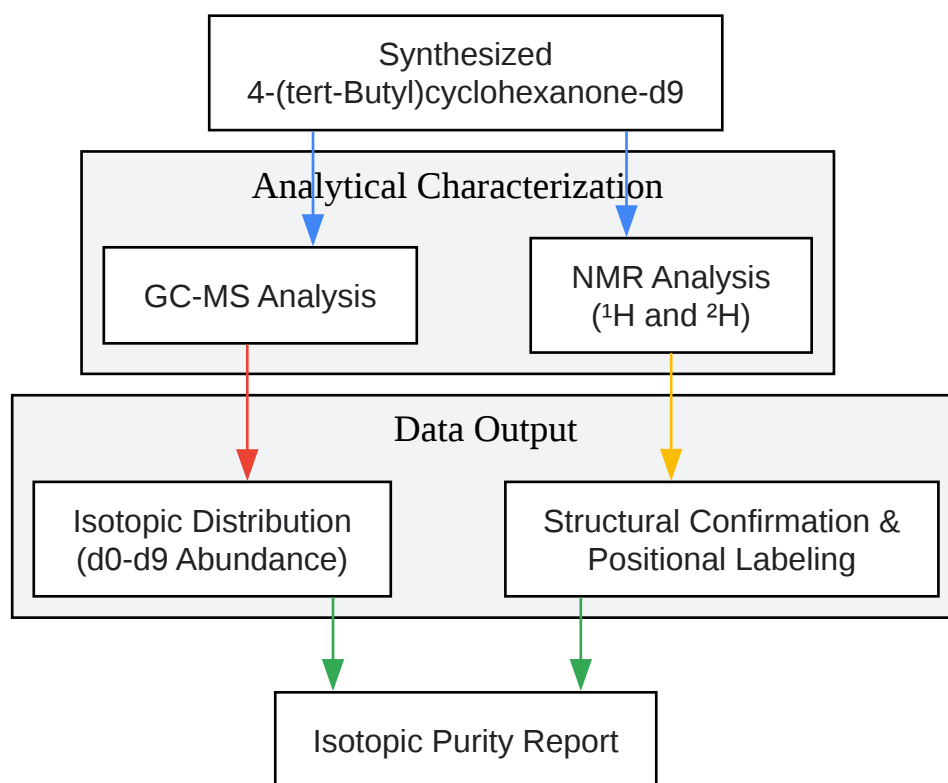 Synthesized
4-(tert-Butyl)cyclohexanone-d9
Analytical Characterization
GC-MS Analysis
NMR Analysis
(¹H and ²H)
Data Output
Isotopic Distribution
(d0-d9 Abundance)
Structural Confirmation &
Positional Labeling
Isotopic Purity Report